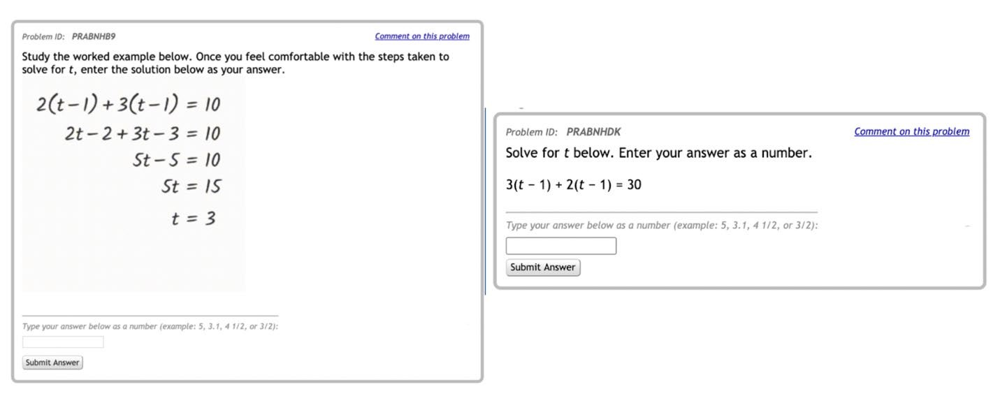 Problem ID: PRABNHB9 Comment on this problem
Study the worked example below. Once you feel comfortable with the steps taken to
solve for t, enter the solution below as your answer.
2(t-1) + 3(t-1) = 10
2t - 2 + 3t - 3 = 10
5t - 5 = 10
5t = 15
t = 3
Type your answer below as a number (example: 5, 3.1, 4 1/2, or 3/2):
Submit Answer
Problem ID: PRABNHDK Comment on this problem
Solve for t below. Enter your answer as a number.
3(t − 1) + 2(t − 1) = 30
Type your answer below as a number (example: 5, 3.1, 4 1/2, or 3/2):
Submit Answer